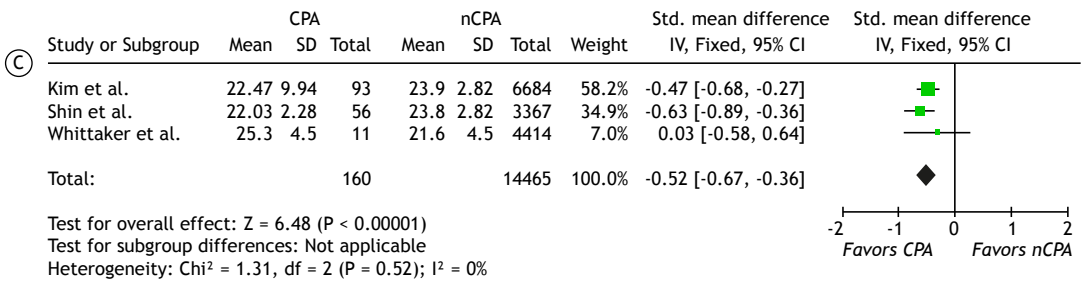 CPA nCPA Std. mean difference Std. mean difference
Study or Subgroup Mean SD Total Mean SD Total Weight IV, Fixed, 95% CI IV, Fixed, 95% CI
C
Kim et al. 22.47 9.94 93 23.9 2.82 6684 58.2% -0.47 [-0.68, -0.27]
Shin et al. 22.03 2.28 56 23.8 2.82 3367 34.9% -0.63 [-0.89, -0.36]
Whittaker et al. 25.3 4.5 11 21.6 4.5 4414 7.0% 0.03 [-0.58, 0.64]
Total: 160 14465 100.0% -0.52 [-0.67, -0.36]
Test for overall effect: Z = 6.48 (P < 0.00001)
Test for subgroup differences: Not applicable
Heterogeneity: Chi² = 1.31, df = 2 (P = 0.52); I² = 0%
-2 -1 0 1 2
Favors CPA Favors nCPA